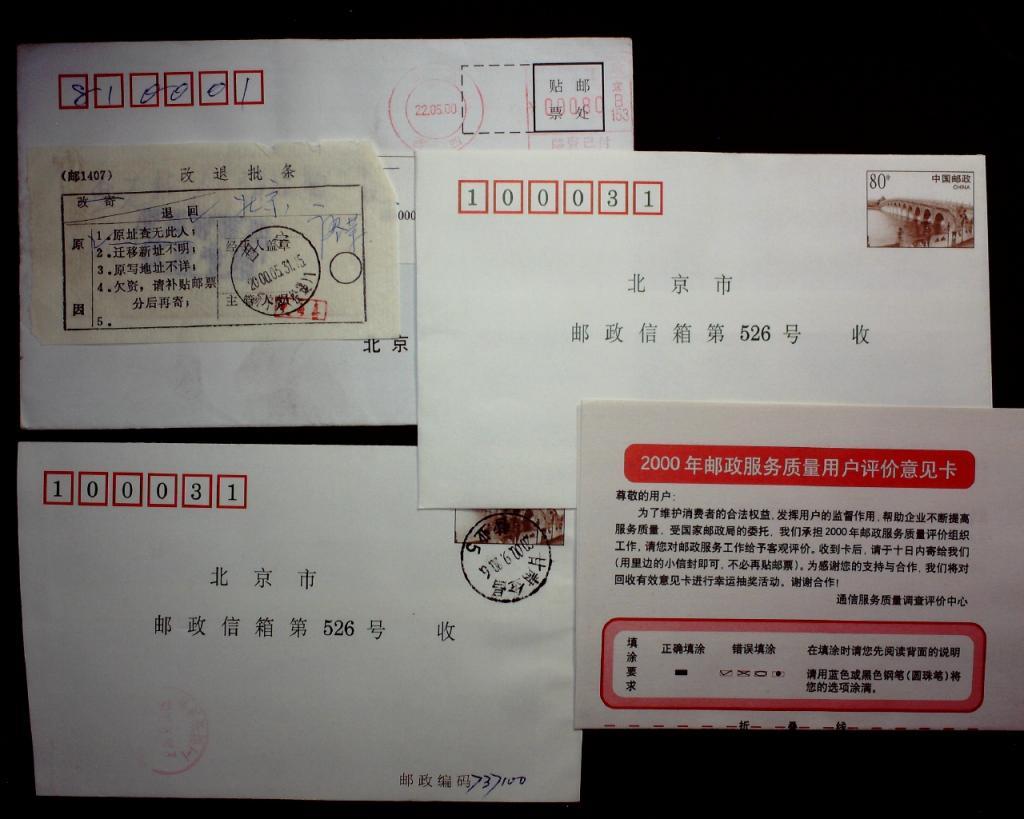 810001
22.05.00
贴 邮
票 处
00080
153
(邮1407)
改 退 批 条
改 寄
退 回
北京
原
因
1. 原址查无此人;
2. 迁移新址不明;
3. 原写地址不详;
4. 欠资,请补贴邮票
分后再寄;
5.
经手人盖章
主管人
2000.05.31.15
000
北 京
100031
80分
中国邮政
CHINA
北 京 市
邮 政 信 箱 第 526 号 收
100031
北 京 市
邮 政 信 箱 第 526 号 收
甘肃金昌
邮政编码737100
2000年邮政服务质量用户评价意见卡
尊敬的用户:
为了维护消费者的合法权益,发挥用户的监督作用,帮助企业不断提高
服务质量,受国家邮政局的委托,我们承担2000年邮政服务质量评价组织
工作,请您对邮政服务工作给予客观评价。收到卡后,请于十日内寄给我们
(用里边的小信封即可,不必再贴邮票)。为感谢您的支持与合作,我们将对
回收有效意见卡进行幸运抽奖活动。谢谢合作!
通信服务质量调查评价中心
填涂要求
正确填涂 错误填涂 在填涂时请您先阅读背面的说明
请用蓝色或黑色钢笔(圆珠笔)将
您的选项涂满。
折 叠 线